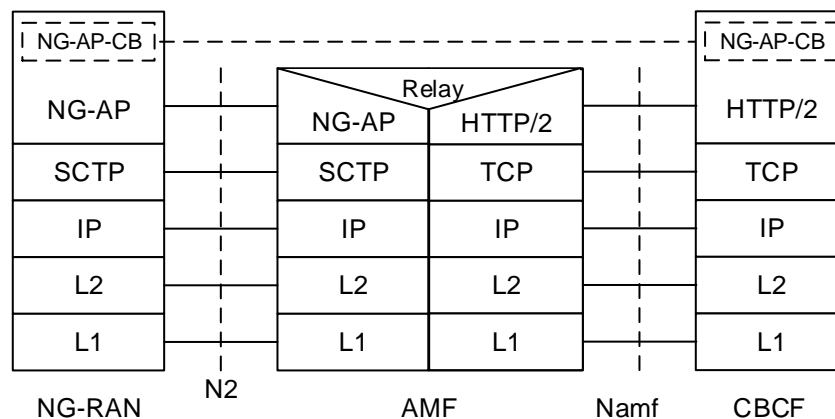 NG-AP-CB NG-AP-CB
Relay
NG-AP NG-AP HTTP/2 HTTP/2
SCTP SCTP TCP TCP
IP IP IP IP
L2 L2 L2 L2
L1 L1 L1 L1
NG-RAN N2 AMF Namf CBCF